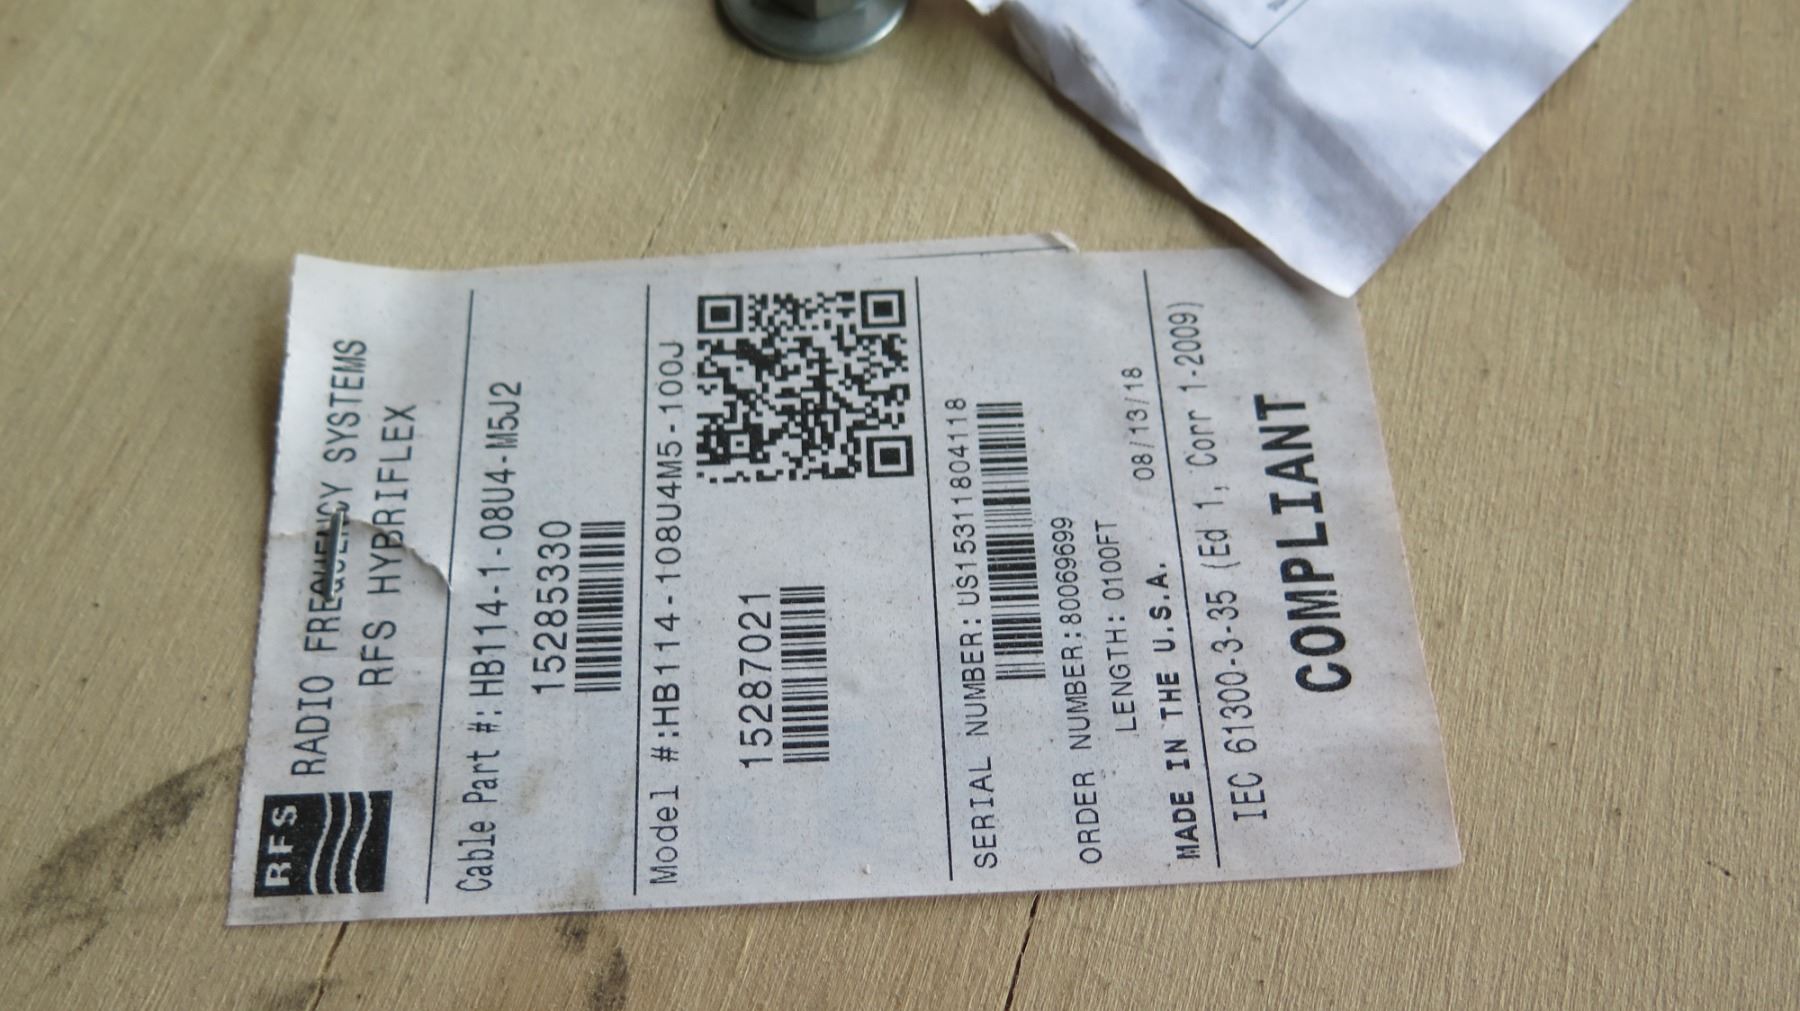 RFS
RADIO FREQUENCY SYSTEMS
RFS HYBRIFLEX
Cable Part #:HB114-1-08U4-M5J2
15285330
Model #:HB114-108U4M5-100J
15287021
SERIAL NUMBER: US15311804118
ORDER NUMBER:80069699
LENGTH: 0100FT
08/13/18
MADE IN THE U.S.A.
IEC 61300-3-35 (Ed 1, Corr 1-2009)
COMPLIANT